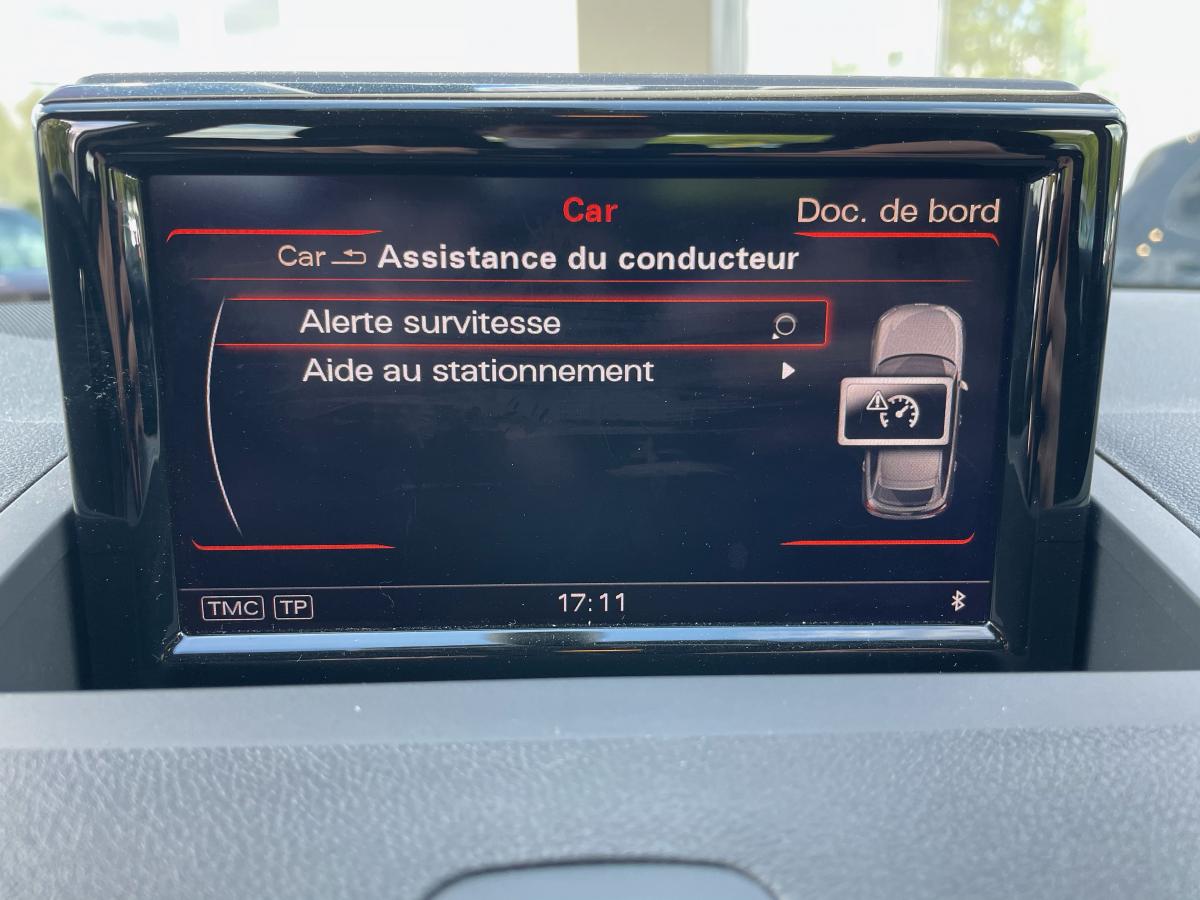 Car
Doc. de bord
Car Assistance du conducteur
Alerte survitesse
Aide au stationnement
TMC TP 17:11